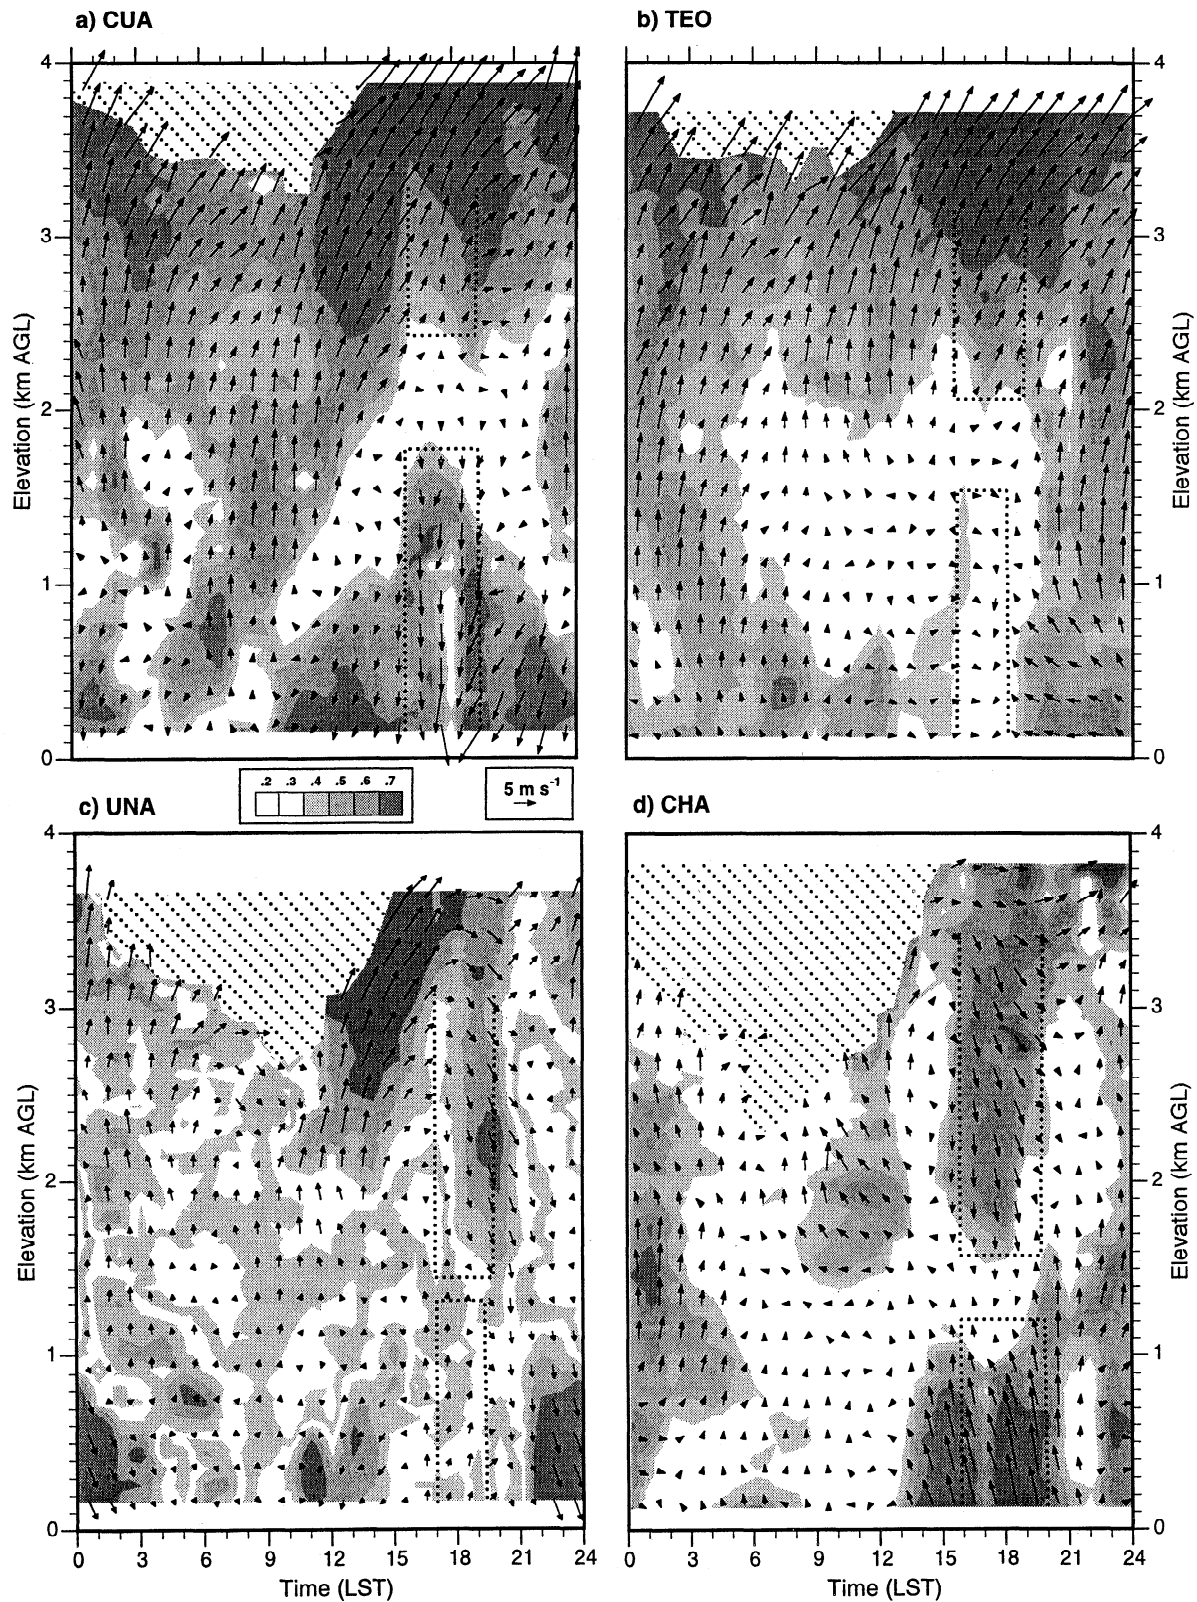 a) CUA
b) TEO
4
3
2
1
0
Elevation (km AGL)
4
3
2
1
0
Elevation (km AGL)
.2 .3 .4 .5 .6 .7
5 m s⁻¹
c) UNA
d) CHA
4
3
2
1
0
Elevation (km AGL)
4
3
2
1
0
Elevation (km AGL)
0 3 6 9 12 15 18 21 24
Time (LST)
0 3 6 9 12 15 18 21 24
Time (LST)